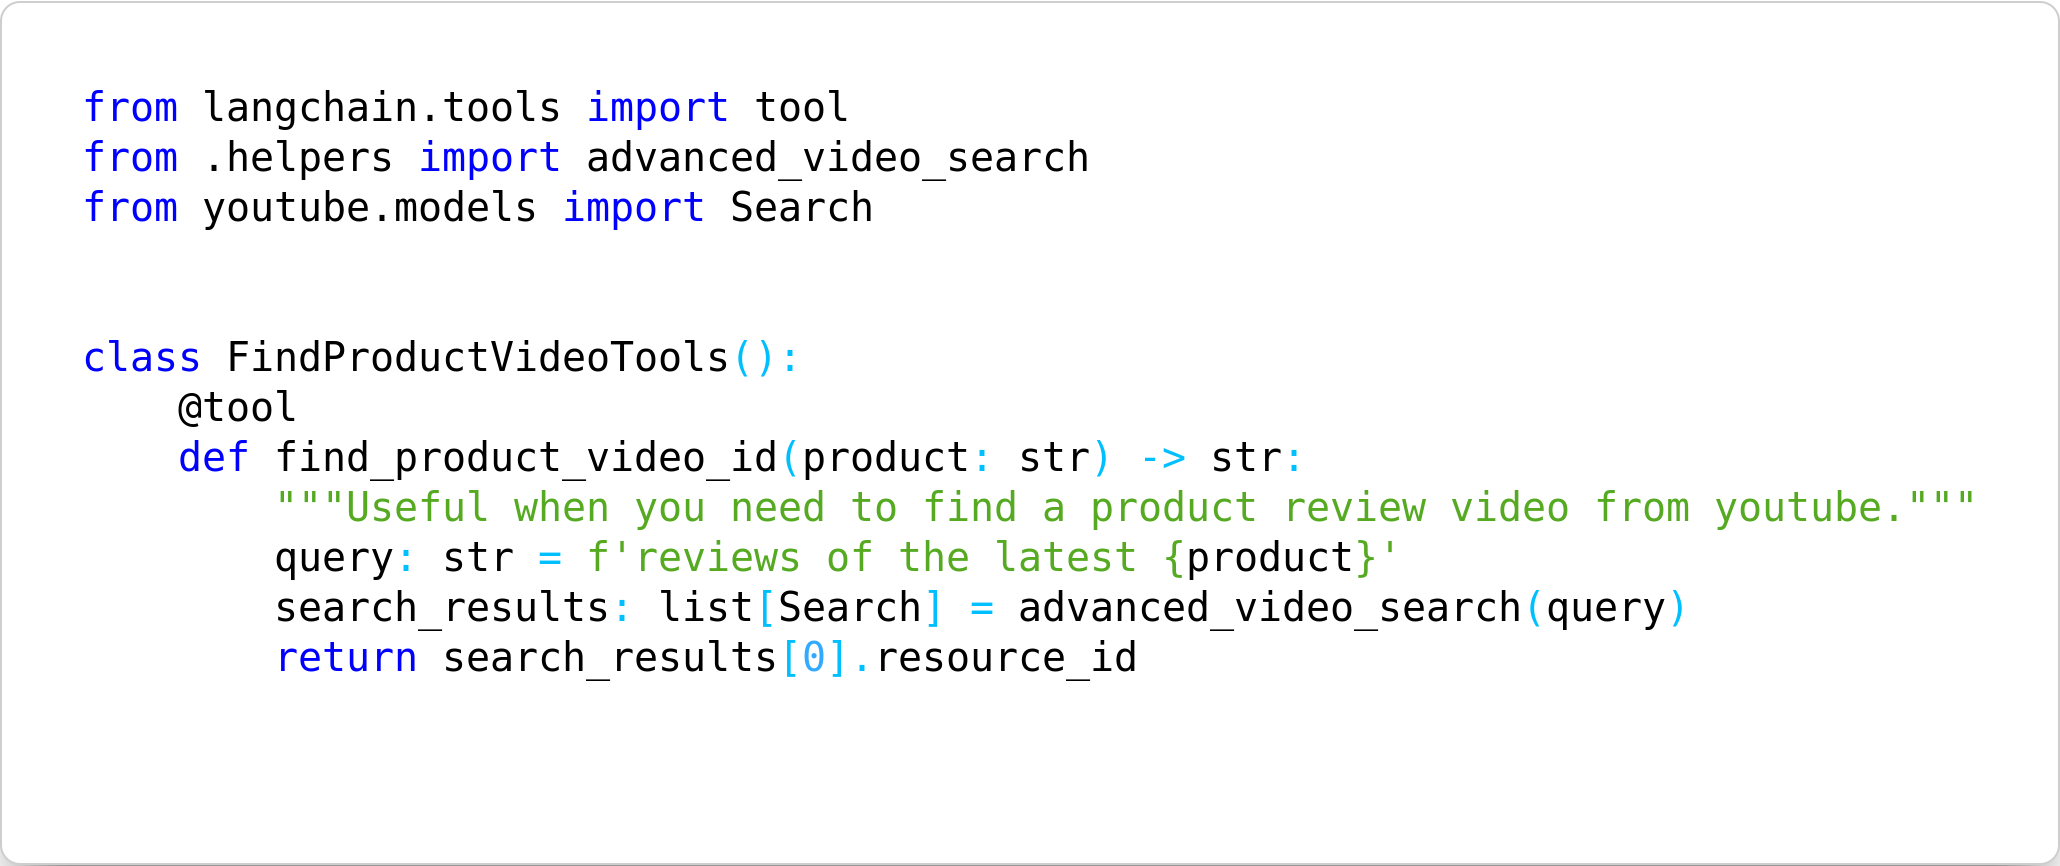 from langchain.tools import tool
from .helpers import advanced_video_search
from youtube.models import Search
class FindProductVideoTools():
    @tool
    def find_product_video_id(product: str) -> str:
        """Useful when you need to find a product review video from youtube."""
        query: str = f'reviews of the latest {product}'
        search_results: list[Search] = advanced_video_search(query)
        return search_results[0].resource_id